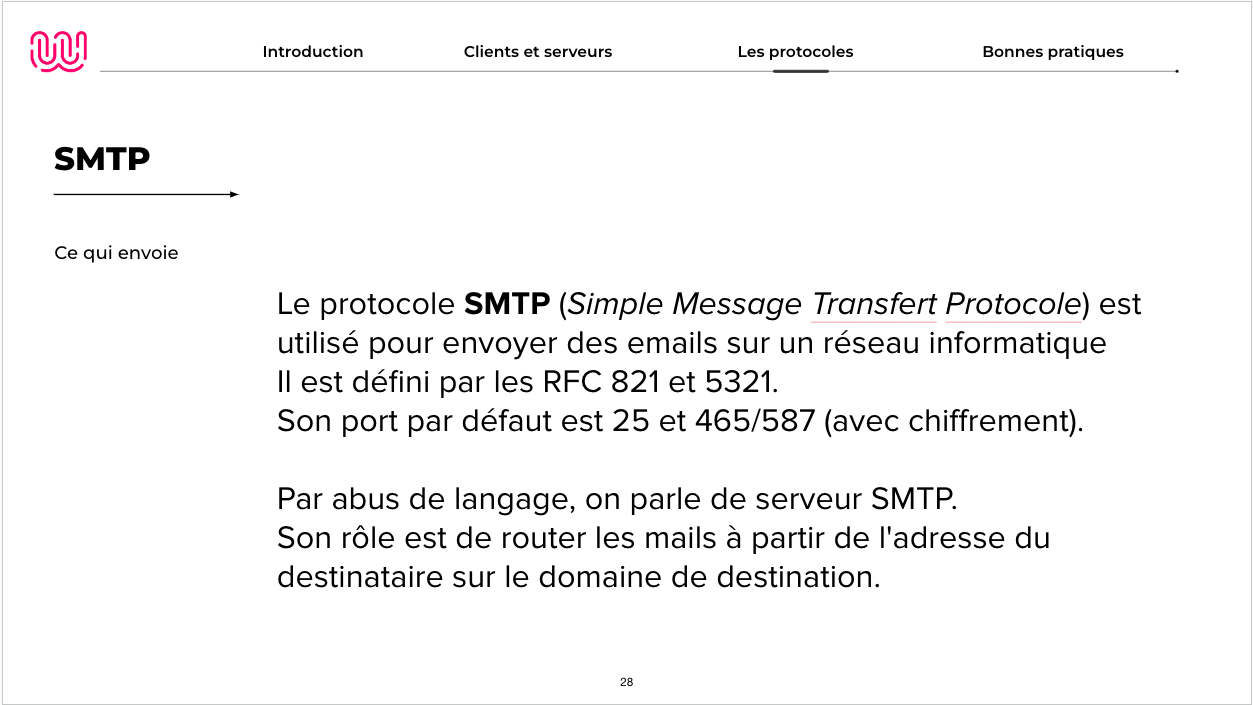 Introduction
Clients et serveurs
Les protocoles
Bonnes pratiques
SMTP
Ce qui envoie
Le protocole SMTP (Simple Message Transfert Protocole) est
utilisé pour envoyer des emails sur un réseau informatique
Il est défini par les RFC 821 et 5321.
Son port par défaut est 25 et 465/587 (avec chiffrement).
Par abus de langage, on parle de serveur SMTP.
Son rôle est de router les mails à partir de l'adresse du
destinataire sur le domaine de destination.
28